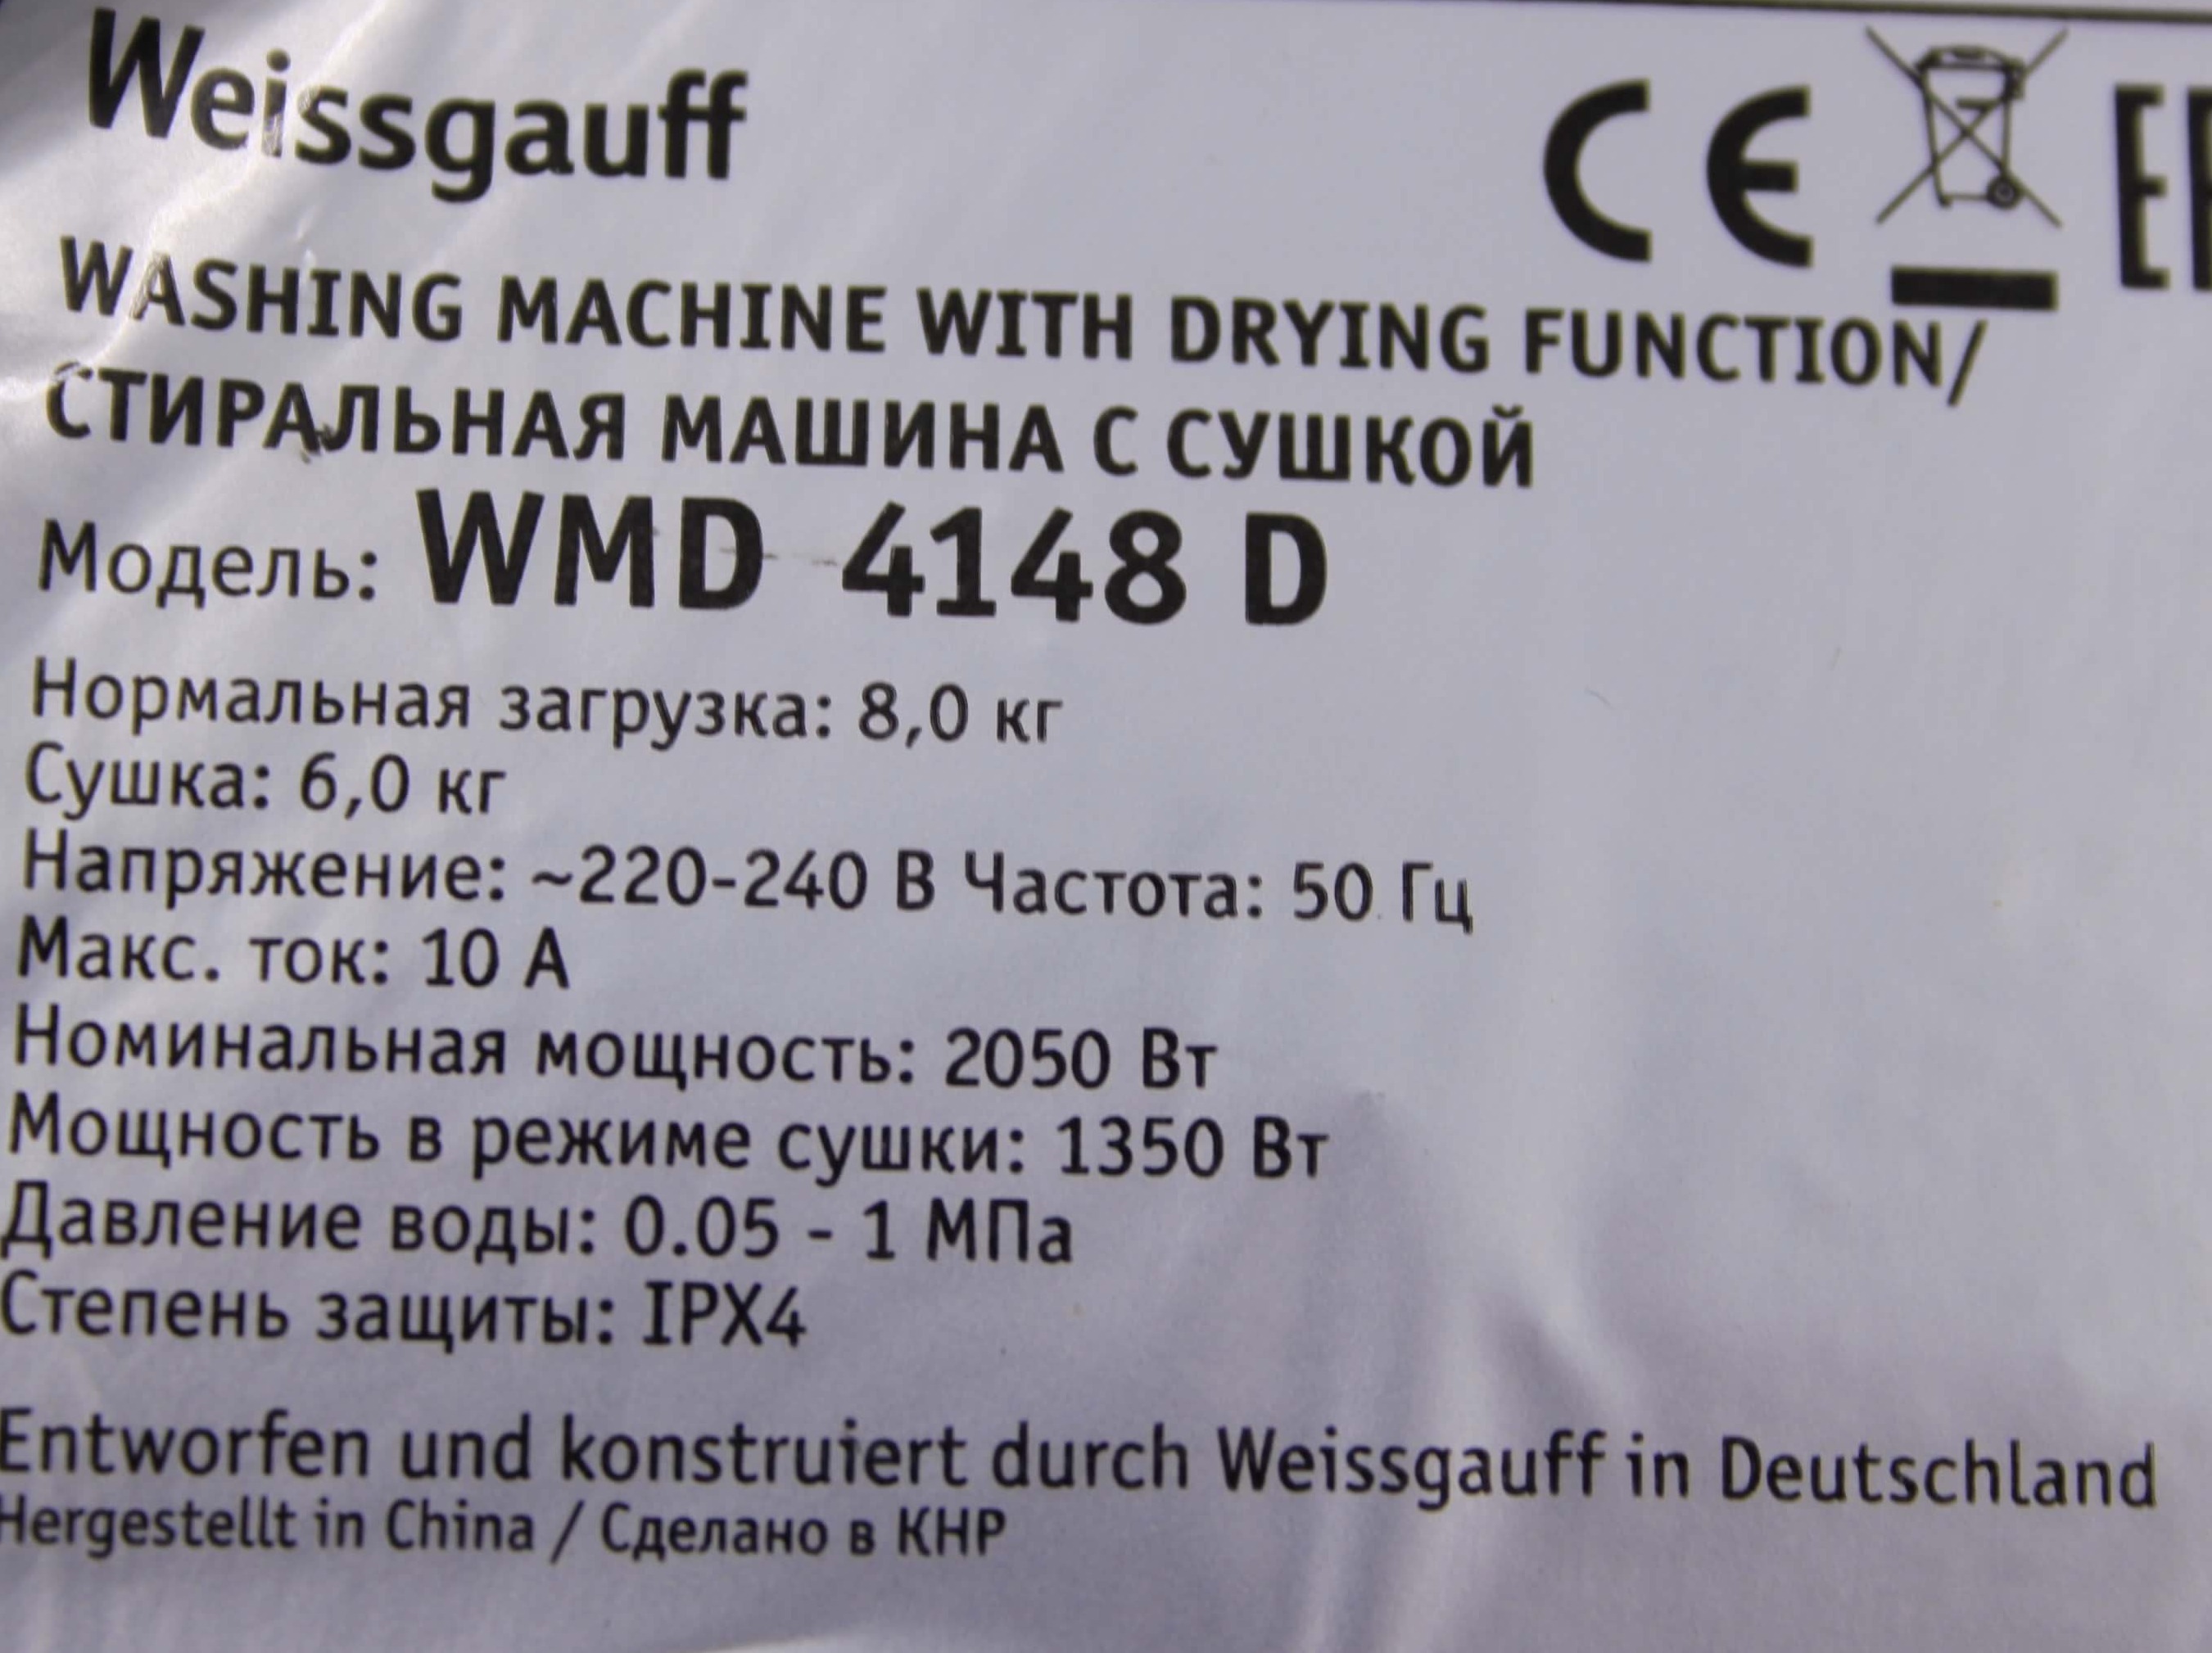 Weissgauff
CE
WASHING MACHINE WITH DRYING FUNCTION/
СТИРАЛЬНАЯ МАШИНА С СУШКОЙ
Модель: WMD 4148 D
Нормальная загрузка: 8,0 кг
Сушка: 6,0 кг
Напряжение: ~220-240 В Частота: 50 Гц
Макс. ток: 10 А
Номинальная мощность: 2050 Вт
Мощность в режиме сушки: 1350 Вт
Давление воды: 0.05 - 1 МПа
Степень защиты: IPX4
Entworfen und konstruiert durch Weissgauff in Deutschland
Hergestellt in China / Сделано в КНР